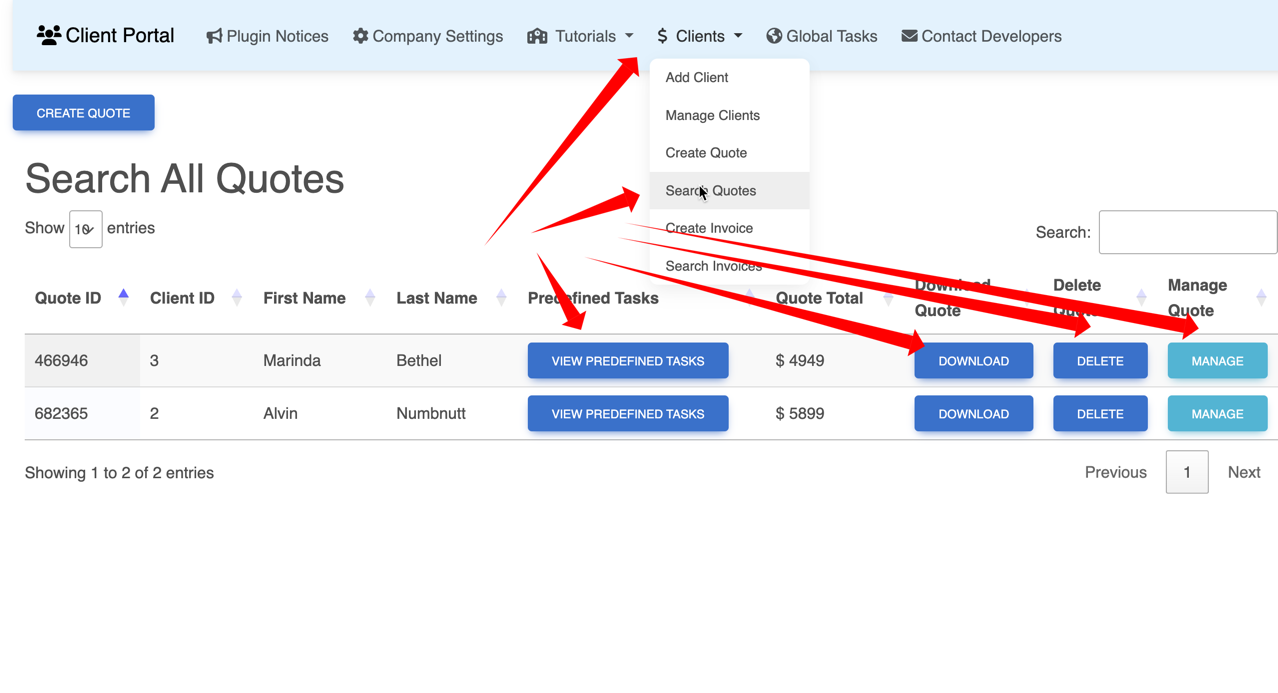 Client Portal Plugin Notices Company Settings Tutorials $ Clients Global Tasks Contact Developers
Add Client
Manage Clients
Create Quote
Search Quotes
Create Invoice
Search Invoices
CREATE QUOTE
Search All Quotes
Show 10 entries
Search:
Quote ID Client ID First Name Last Name Predefined Tasks Quote Total Download Quote Delete Quote Manage Quote
466946 3 Marinda Bethel VIEW PREDEFINED TASKS $ 4949 DOWNLOAD DELETE MANAGE
682365 2 Alvin Numbnutt VIEW PREDEFINED TASKS $ 5899 DOWNLOAD DELETE MANAGE
Showing 1 to 2 of 2 entries Previous 1 Next